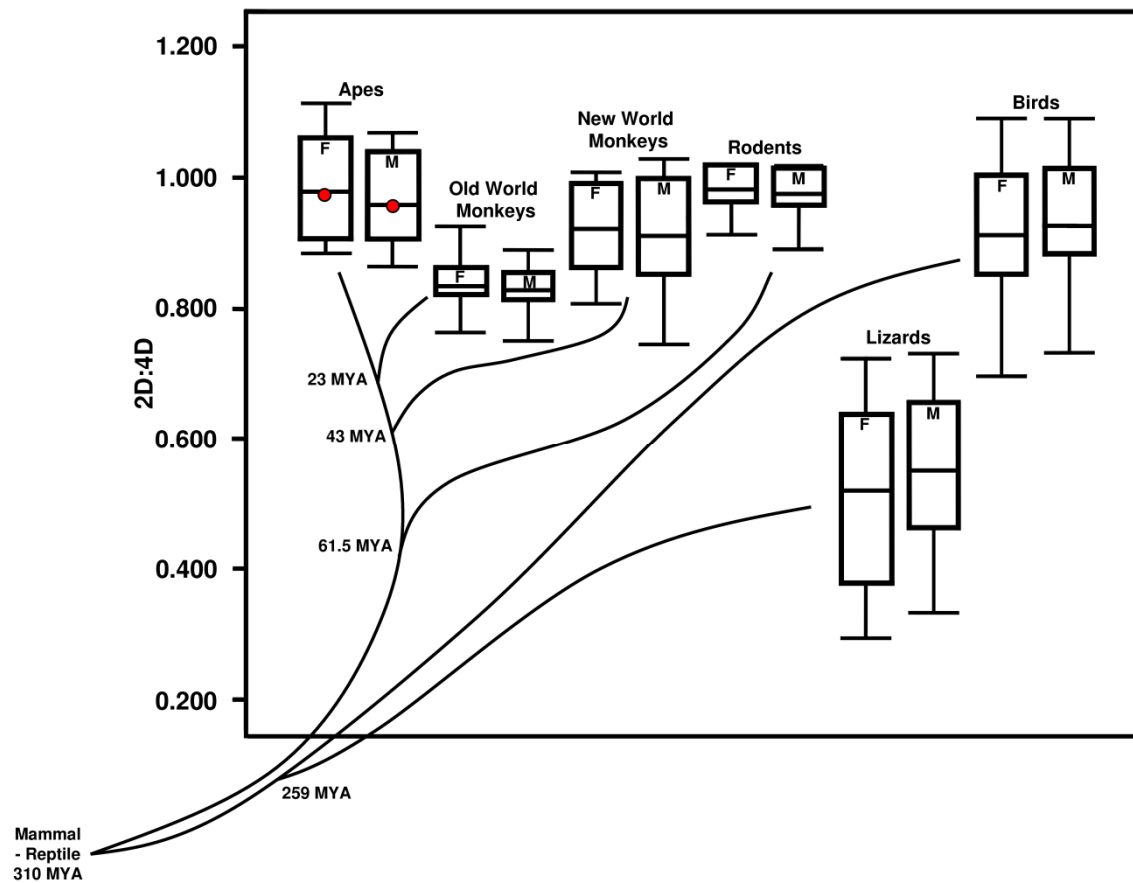 1.200
1.000
0.800
0.600
0.400
0.200
2D:4D
Apes
F
M
Old World
Monkeys
F
M
New World
Monkeys
F
M
Rodents
F
M
Birds
F
M
Lizards
F
M
23 MYA
43 MYA
61.5 MYA
259 MYA
Mammal
- Reptile
310 MYA